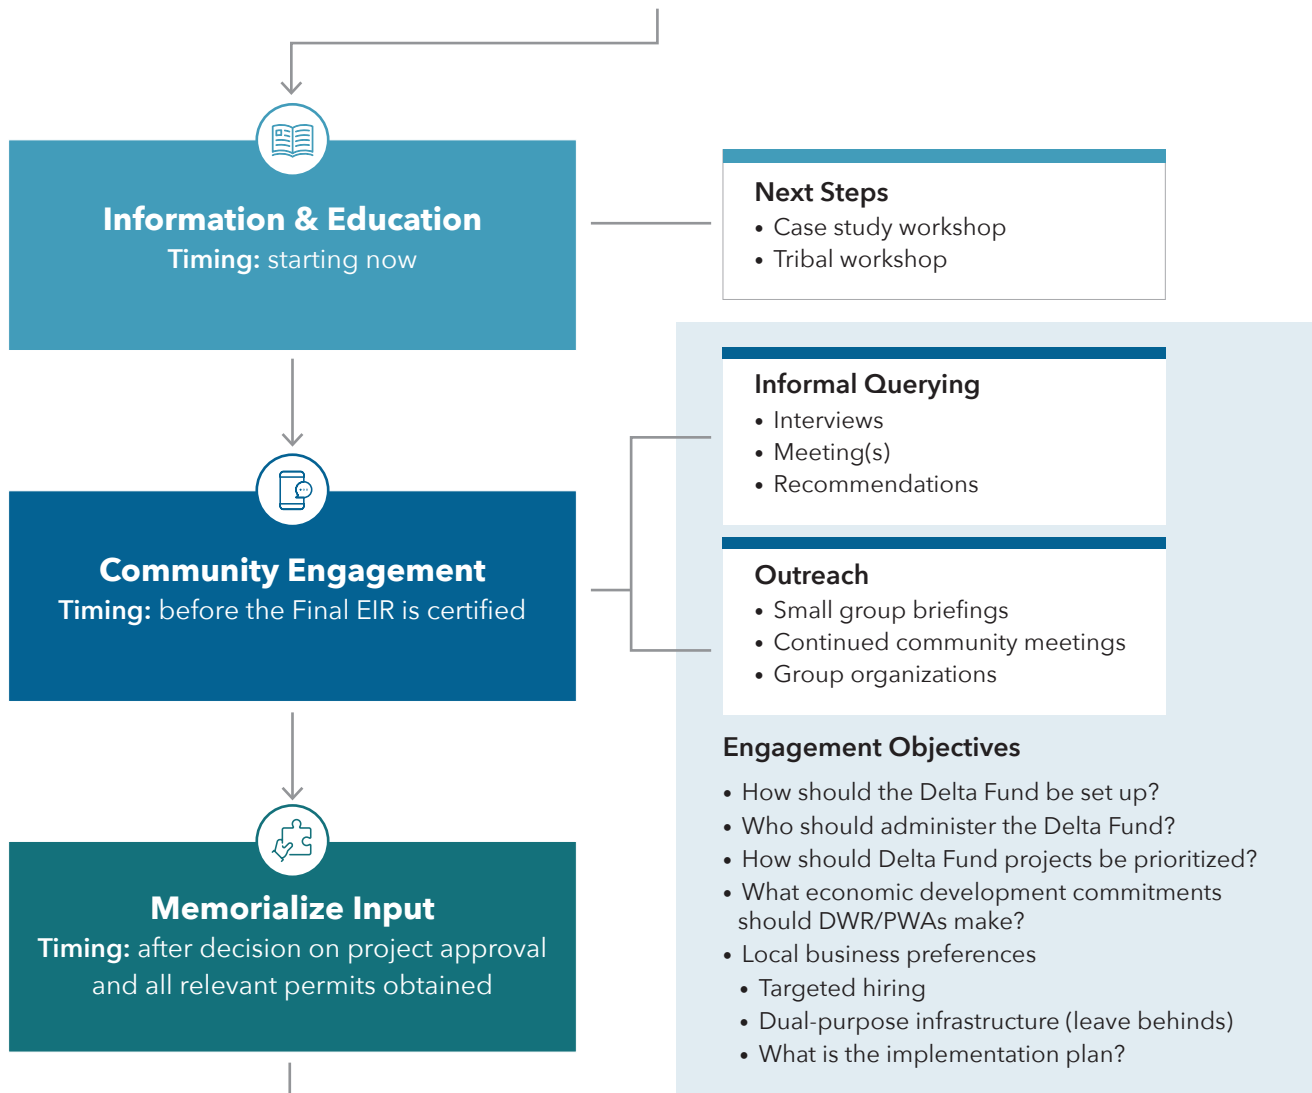 Information & Education
Timing: starting now
Next Steps
• Case study workshop
• Tribal workshop
Community Engagement
Timing: before the Final EIR is certified
Informal Querying
• Interviews
• Meeting(s)
• Recommendations
Outreach
• Small group briefings
• Continued community meetings
• Group organizations
Engagement Objectives
• How should the Delta Fund be set up?
• Who should administer the Delta Fund?
• How should Delta Fund projects be prioritized?
• What economic development commitments
should DWR/PWAs make?
• Local business preferences
• Targeted hiring
• Dual-purpose infrastructure (leave behinds)
• What is the implementation plan?
Memorialize Input
Timing: after decision on project approval
and all relevant permits obtained